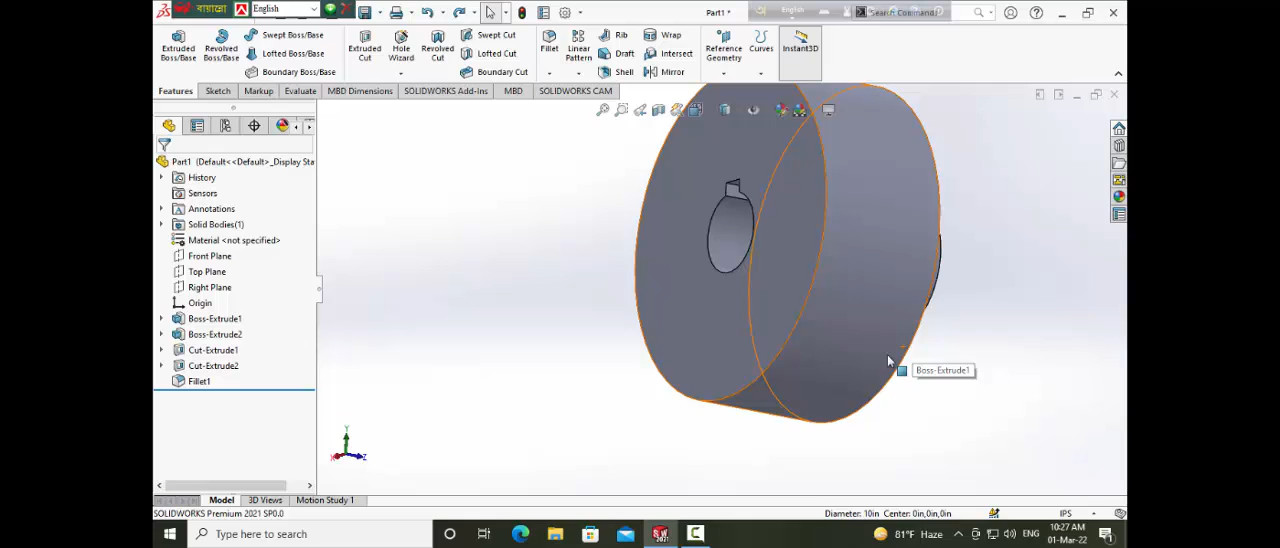 বায়ান্নো
English
Part1 *
English
Search Commands
Extruded Boss/Base
Revolved Boss/Base
Swept Boss/Base
Lofted Boss/Base
Boundary Boss/Base
Extruded Cut
Hole Wizard
Revolved Cut
Swept Cut
Lofted Cut
Boundary Cut
Fillet
Linear Pattern
Rib
Draft
Shell
Wrap
Intersect
Mirror
Reference Geometry
Curves
Instant3D
Features
Sketch
Markup
Evaluate
MBD Dimensions
SOLIDWORKS Add-Ins
MBD
SOLIDWORKS CAM
Part1 (Default<<Default>_Display Sta
History
Sensors
Annotations
Solid Bodies(1)
Material <not specified>
Front Plane
Top Plane
Right Plane
Origin
Boss-Extrude1
Boss-Extrude2
Cut-Extrude1
Cut-Extrude2
Fillet1
Boss-Extrude1
Y
X
Z
Model
3D Views
Motion Study 1
SOLIDWORKS Premium 2021 SP0.0
Diameter: 10in Center: 0in,0in,0in
IPS
Type here to search
SW
2021
81°F Haze
ENG
10:27 AM
01-Mar-22
1